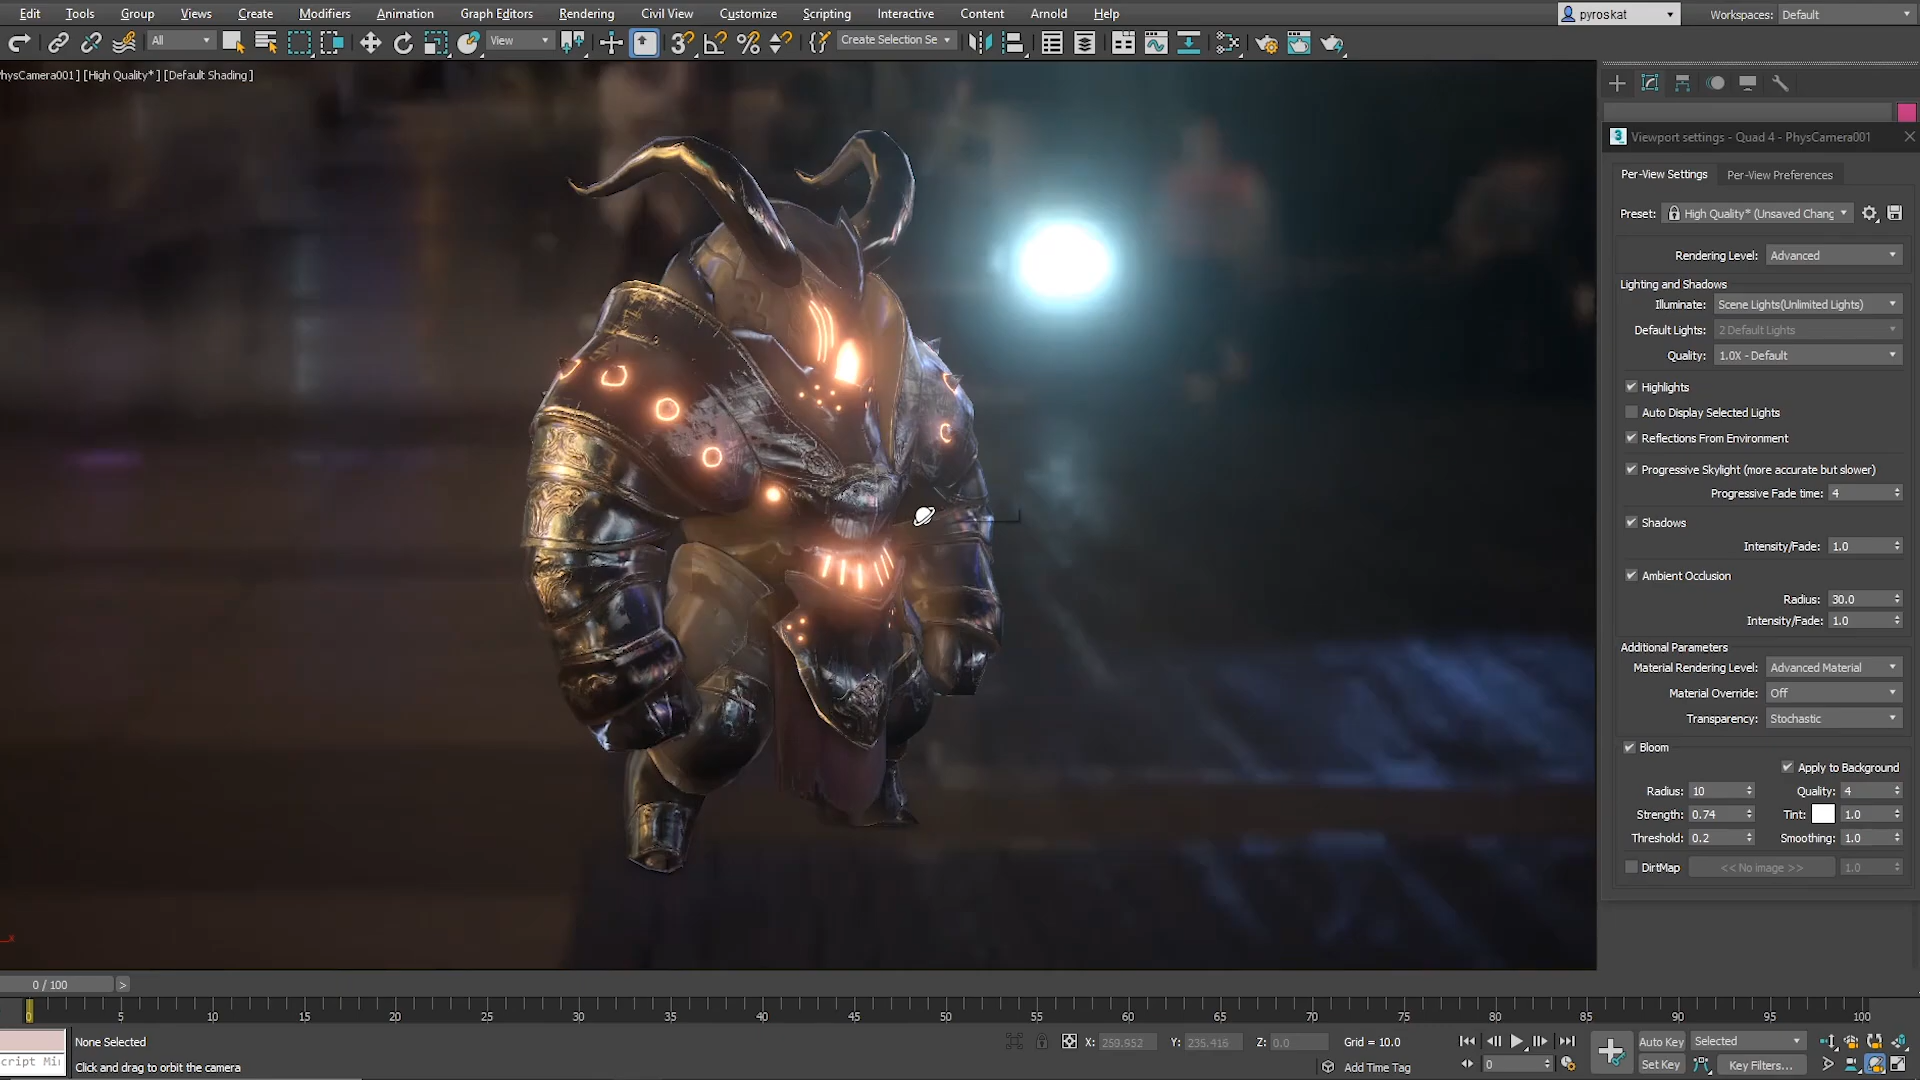 Edit Tools Group Views Create Modifiers Animation Graph Editors Rendering Civil View Customize Scripting Interactive Content Arnold Help pyroskat Workspaces: Default
All View Create Selection Se
hysCamera001 ] [High Quality* ] [Default Shading ]
Viewport settings - Quad 4 - PhysCamera001
Per-View Settings Per-View Preferences
Preset: High Quality* (Unsaved Chang
Rendering Level: Advanced
Lighting and Shadows
Illuminate: Scene Lights(Unlimited Lights)
Default Lights: 2 Default Lights
Quality: 1.0X - Default
Highlights
Auto Display Selected Lights
Reflections From Environment
Progressive Skylight (more accurate but slower)
Progressive Fade time: 4
Shadows
Intensity/Fade: 1.0
Ambient Occlusion
Radius: 30.0
Intensity/Fade: 1.0
Additional Parameters
Material Rendering Level: Advanced Material
Material Override: Off
Transparency: Stochastic
Bloom
Apply to Background
Radius: 10 Quality: 4
Strength: 0.74 Tint: 1.0
Threshold: 0.2 Smoothing: 1.0
DirtMap << No image >> 1.0
x
0 / 100 >
0 5 10 15 20 25 30 35 40 45 50 55 60 65 70 75 80 85 90 95 100
None Selected X: 259.952 Y: 235.416 Z: 0.0 Grid = 10.0 Auto Key Selected
cript Mi Click and drag to orbit the camera Add Time Tag 0 Set Key Key Filters...